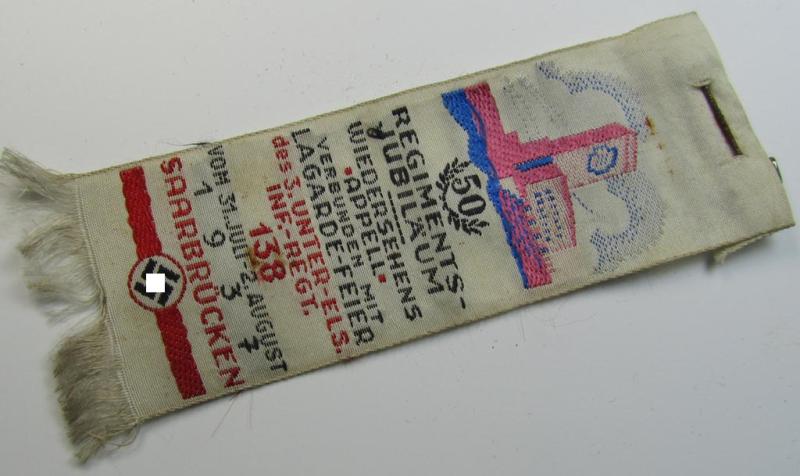 50
REGIMENTS-
JUBILÄUM
WIEDERSEHENS
•APPELL•
VERBUNDEN MIT
LAGARDE-FEIER
des 3. UNTER-ELS.
INF.-REGT.
138
VOM 31. JULI-2. AUGUST
1 9 3 7
SAARBRÜCKEN